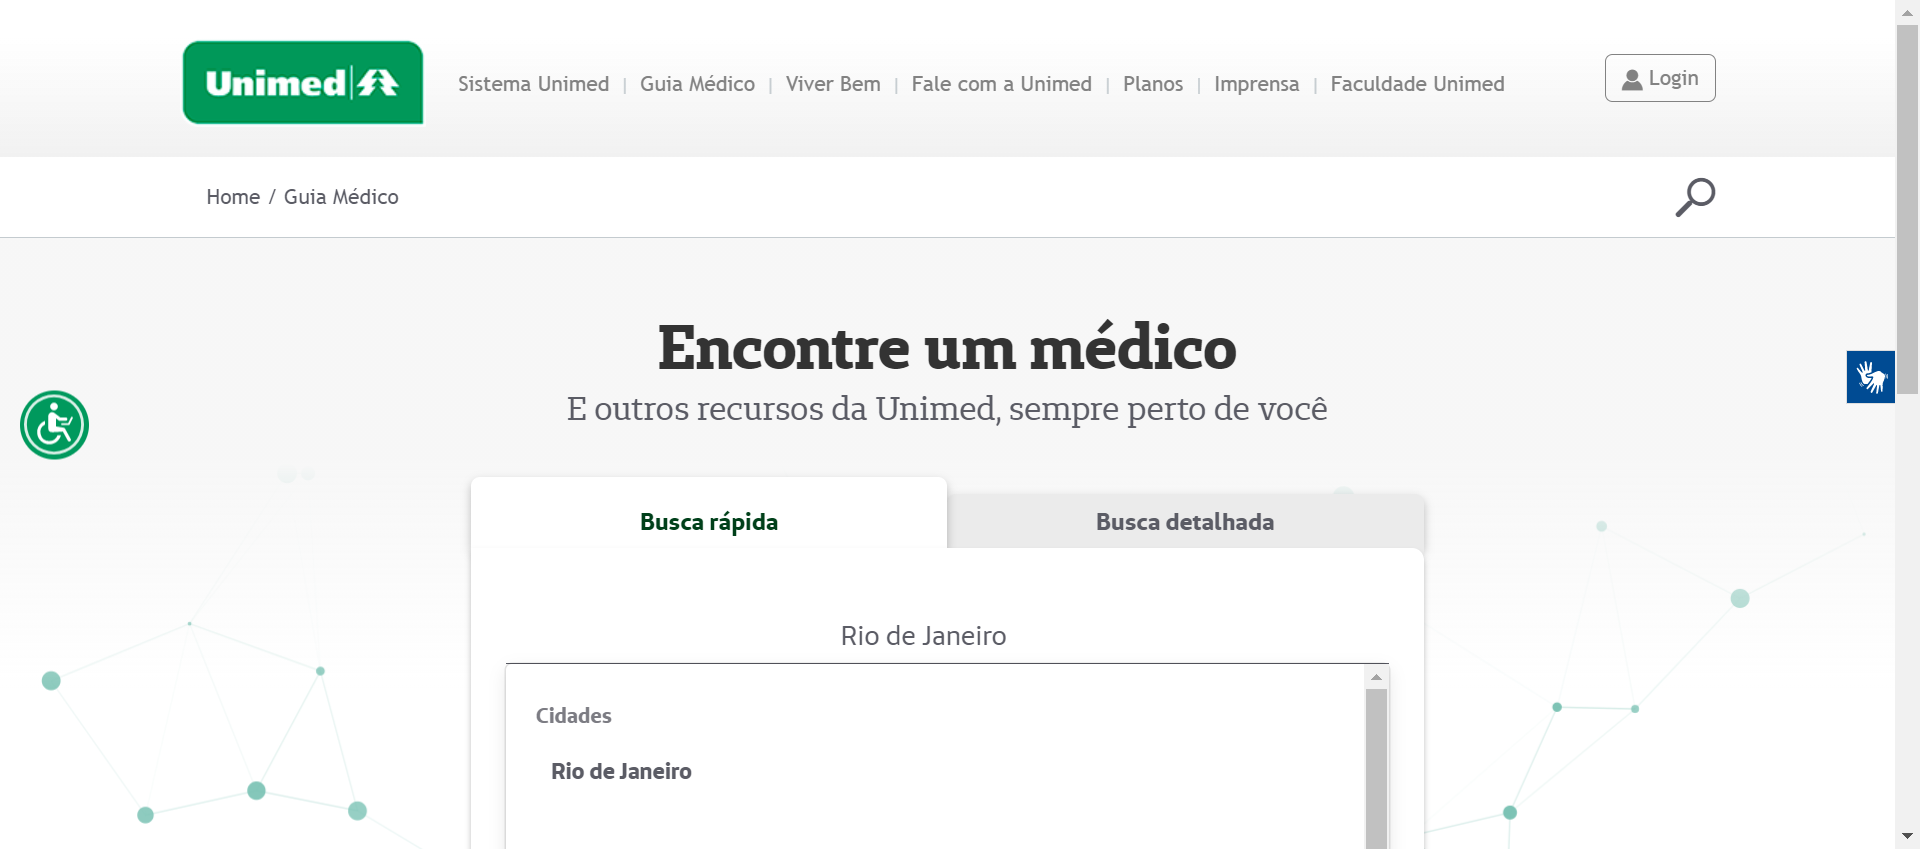 Unimed
Sistema Unimed | Guia Médico | Viver Bem | Fale com a Unimed | Planos | Imprensa | Faculdade Unimed
Login
Home / Guia Médico
Encontre um médico
E outros recursos da Unimed, sempre perto de você
Busca rápida
Busca detalhada
Rio de Janeiro
Cidades
Rio de Janeiro